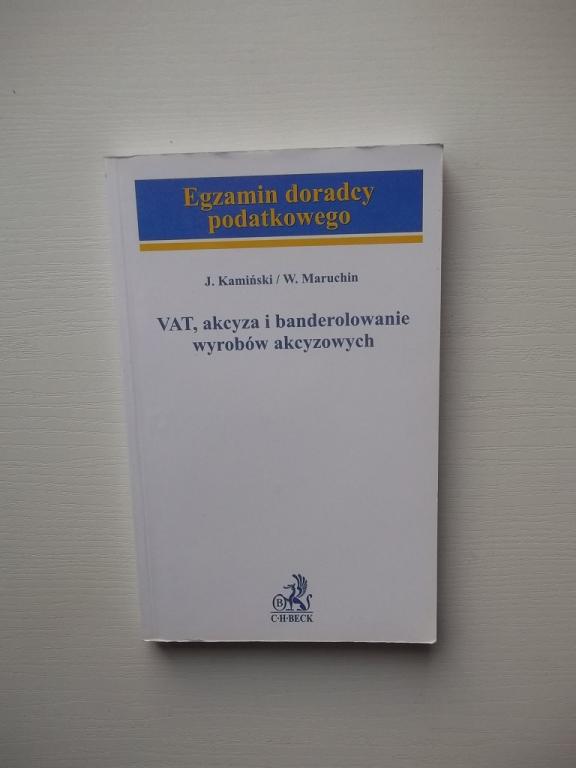 Egzamin doradcy
podatkowego
J. Kamiński / W. Maruchin
VAT, akcyza i banderolowanie
wyrobów akcyzowych
B
C·H·BECK